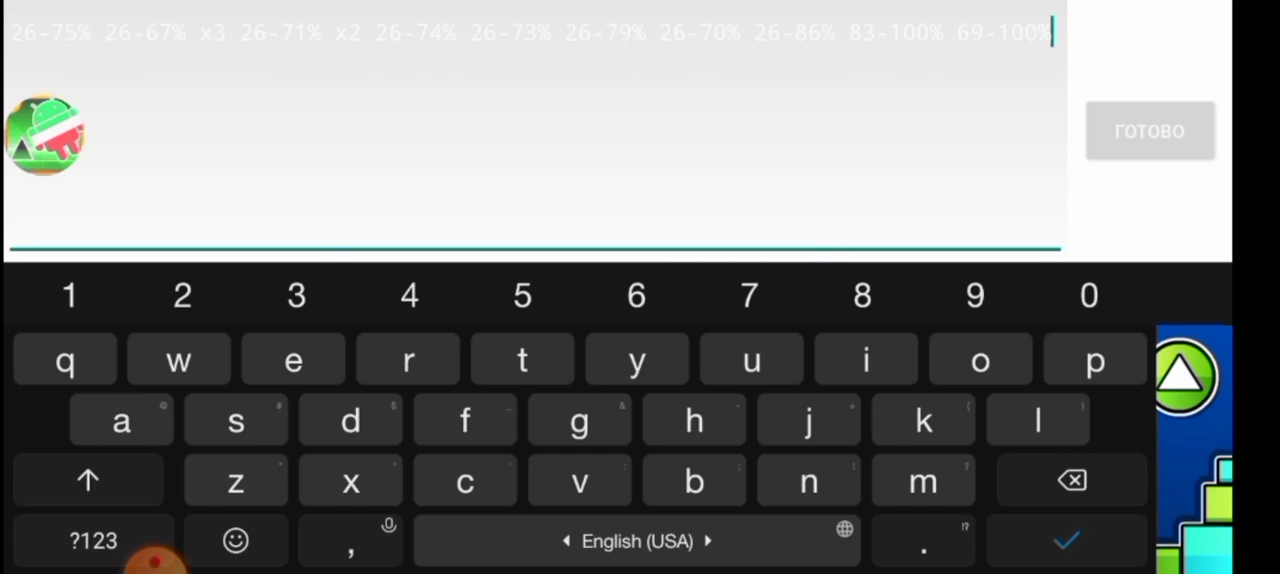 26-75% 26-67% x3 26-71% x2 26-74% 26-73% 26-79% 26-70% 26-86% 83-100% 69-100%
ГОТОВО
1 2 3 4 5 6 7 8 9 0
q w e r t y u i o p
a s d f g h j k l
z x c v b n m
?123 , English (USA) .